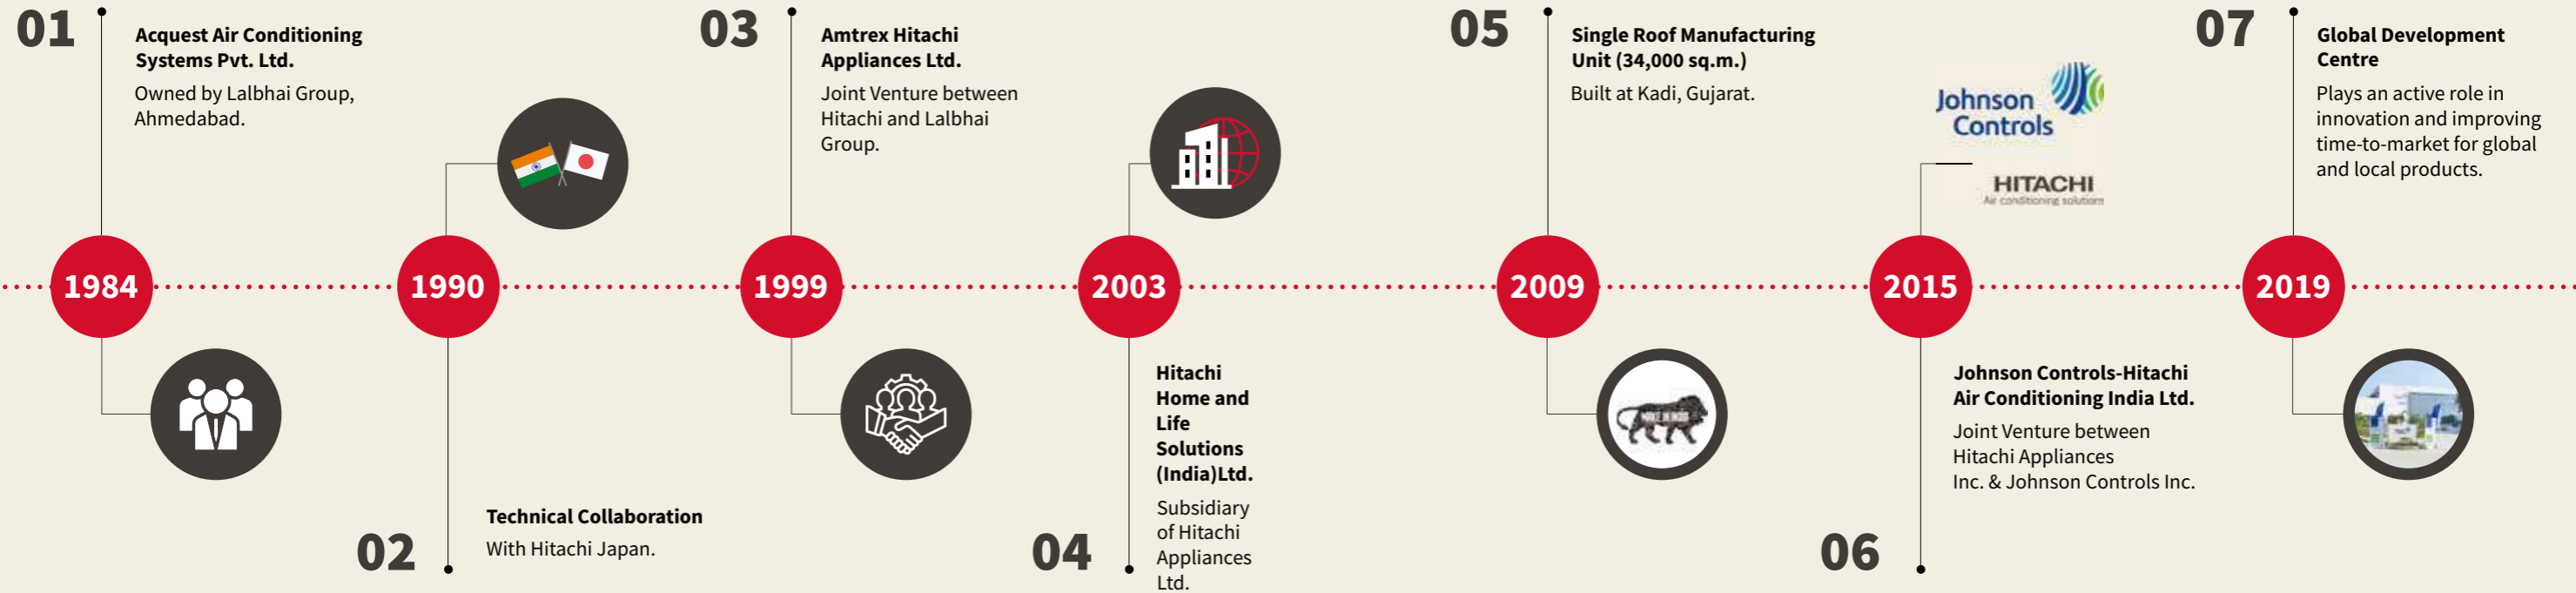 01
Acquest Air Conditioning
Systems Pvt. Ltd.
Owned by Lalbhai Group,
Ahmedabad.
1984
1990
02
Technical Collaboration
With Hitachi Japan.
03
Amtrex Hitachi
Appliances Ltd.
Joint Venture between
Hitachi and Lalbhai
Group.
1999
2003
04
Hitachi
Home and
Life
Solutions
(India)Ltd.
Subsidiary
of Hitachi
Appliances
Ltd.
05
Single Roof Manufacturing
Unit (34,000 sq.m.)
Built at Kadi, Gujarat.
2009
MAKE IN INDIA
Johnson
Controls
HITACHI
Air conditioning solutions
2015
06
Johnson Controls-Hitachi
Air Conditioning India Ltd.
Joint Venture between
Hitachi Appliances
Inc. & Johnson Controls Inc.
07
Global Development
Centre
Plays an active role in
innovation and improving
time-to-market for global
and local products.
2019